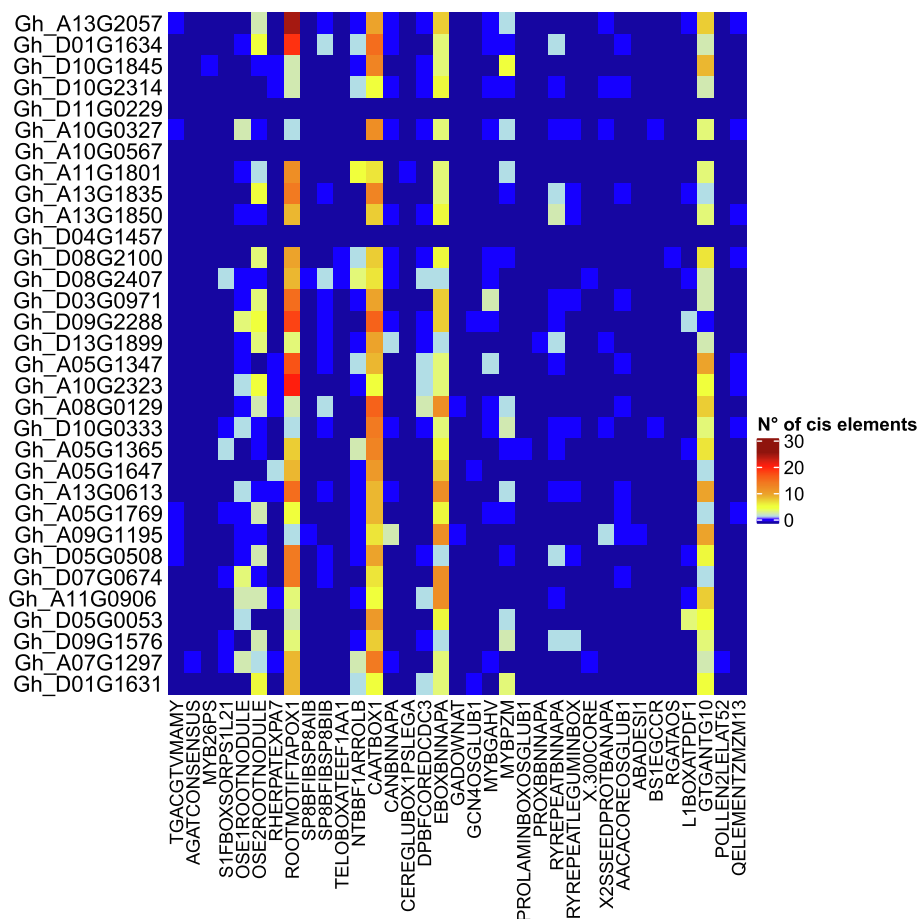 Gh_A13G2057
Gh_D01G1634
Gh_D10G1845
Gh_D10G2314
Gh_D11G0229
Gh_A10G0327
Gh_A10G0567
Gh_A11G1801
Gh_A13G1835
Gh_A13G1850
Gh_D04G1457
Gh_D08G2100
Gh_D08G2407
Gh_D03G0971
Gh_D09G2288
Gh_D13G1899
Gh_A05G1347
Gh_A10G2323
Gh_A08G0129
Gh_D10G0333
Gh_A05G1365
Gh_A05G1647
Gh_A13G0613
Gh_A05G1769
Gh_A09G1195
Gh_D05G0508
Gh_D07G0674
Gh_A11G0906
Gh_D05G0053
Gh_D09G1576
Gh_A07G1297
Gh_D01G1631
N° of cis elements
30
20
10
0
TGACGTVMAMY
AGATCONSENSUS
MYB26PS
S1FBOXSORPS1L21
OSE1ROOTNODULE
OSE2ROOTNODULE
RHERPATEXPA7
ROOTMOTIFTAPOX1
SP8BFIBSP8AIB
SP8BFIBSP8BIB
TELOBOXATEEF1AA1
NTBBF1ARROLB
CAATBOX1
CANBNNAPA
CEREGLUBOX1PSLEGA
DPBFCOREDCDC3
EBOXBNNAPA
GADOWNAT
GCN4OSGLUB1
MYBGAHV
MYBPZM
PROLAMINBOXOSGLUB1
PROXBBNNAPA
RYREPEATBNNAPA
RYREPEATLEGUMINBOX
X.300CORE
X2SSEEDPROTBANAPA
AACACOREOSGLUB1
ABADESI1
BS1EGCCR
RGATAOS
L1BOXATPDF1
GTGANTG10
POLLEN2LELAT52
QELEMENTZMZM13